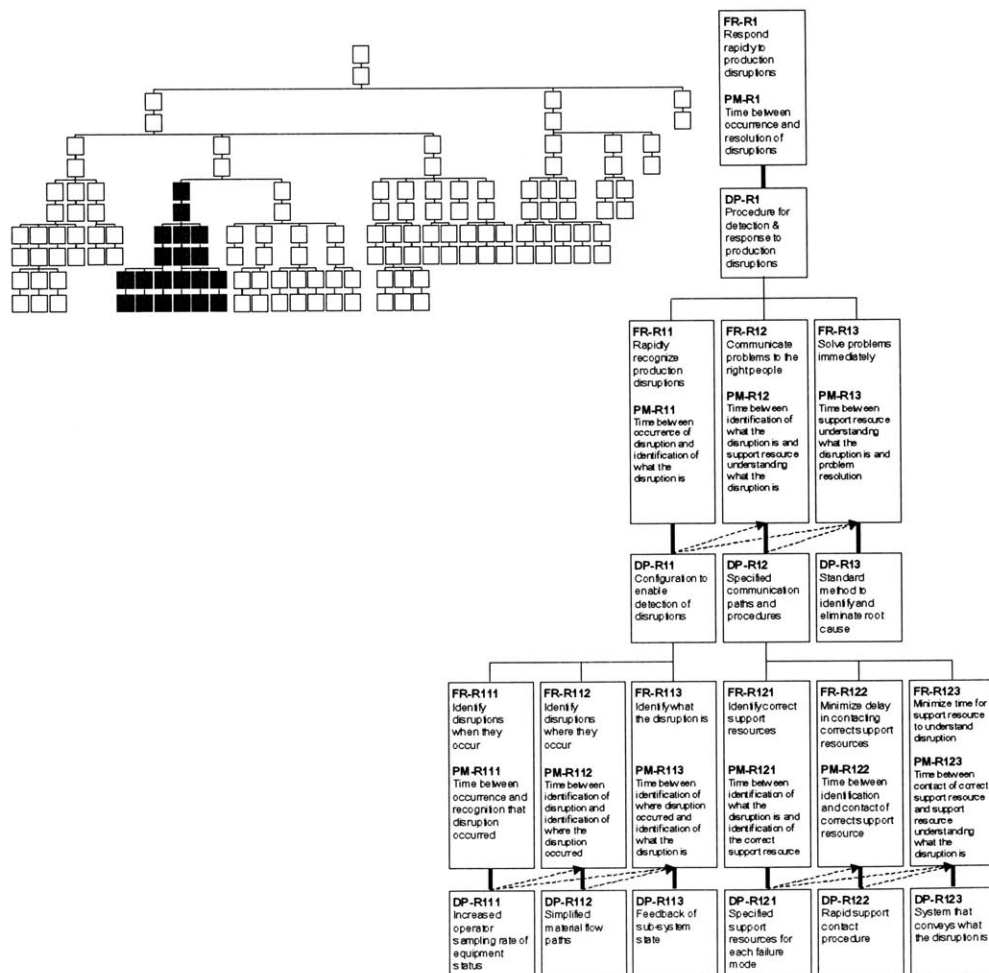 FR-R1
Respond
rapidly to
production
disruptions
PM-R1
Time between
occurrence and
resolution of
disruptions
DP-R1
Procedure for
detection &
response to
production
disruptions
FR-R11
Rapidly
recognize
production
disruptions
PM-R11
Time between
occurrence of
disruption and
identification of
what the
disruption is
FR-R12
Communicate
problems to the
right people
PM-R12
Time between
identification of
what the
disruption is and
support resource
understanding
what the
disruption is
FR-R13
Solve problems
immediately
PM-R13
Time between
support resource
understanding
what the
disruption is and
problem
resolution
DP-R11
Configuration to
enable
detection of
disruptions
DP-R12
Specified
communication
paths and
procedures
DP-R13
Standard
method to
identify and
eliminate root
cause
FR-R111
Identify
disruptions
when they
occur
PM-R111
Time between
occurrence and
recognition that
disruption
occurred
FR-R112
Identify
disruptions
where they
occur
PM-R112
Time between
identification of
disruption and
identification of
where the
disruption
occurred
FR-R113
Identify what
the disruption is
PM-R113
Time between
identification of
where disruption
occurred and
identification of
what the
disruption is
FR-R121
Identify correct
support
resources
PM-R121
Time between
identification of
what the
disruption is and
identification of
the correct
support resource
FR-R122
Minimize delay
in contacting
correct support
resources
PM-R122
Time between
identification
and contact of
correct support
resource
FR-R123
Minimize time for
support resource
to understand
disruption
PM-R123
Time between
contact of correct
support resource
and support
resource
understanding
what the
disruption is
DP-R111
Increased
operator
sampling rate of
equipment
status
DP-R112
Simplified
material flow
paths
DP-R113
Feedback of
sub-system
state
DP-R121
Specified
support
resources for
each failure
mode
DP-R122
Rapid support
contact
procedure
DP-R123
System that
conveys what
the disruption is